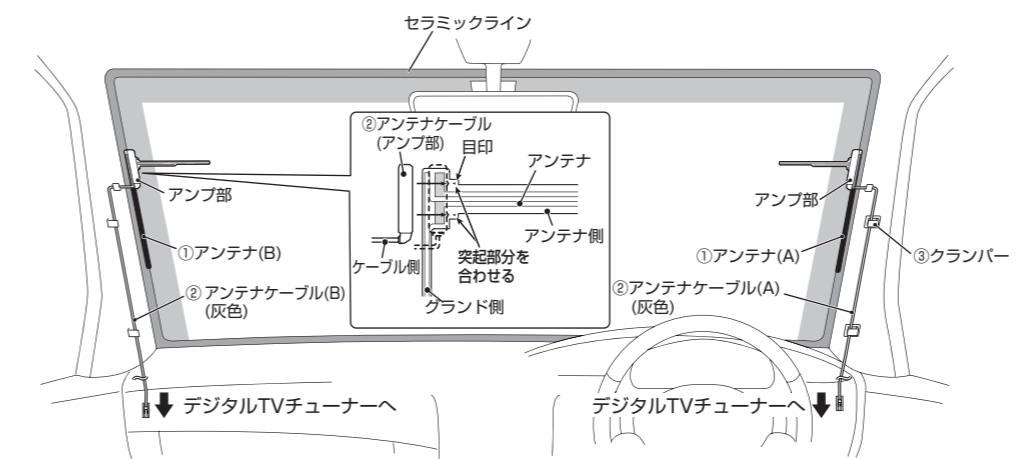 セラミックライン
②アンテナケーブル
(アンプ部)
目印
アンテナ
アンテナ側
突起部分を
合わせる
ケーブル側
グランド側
アンプ部
①アンテナ(B)
② アンテナケーブル(B)
(灰色)
デジタルTVチューナーへ
アンプ部
①アンテナ(A)
③クランパー
②アンテナケーブル(A)
(灰色)
デジタルTVチューナーへ